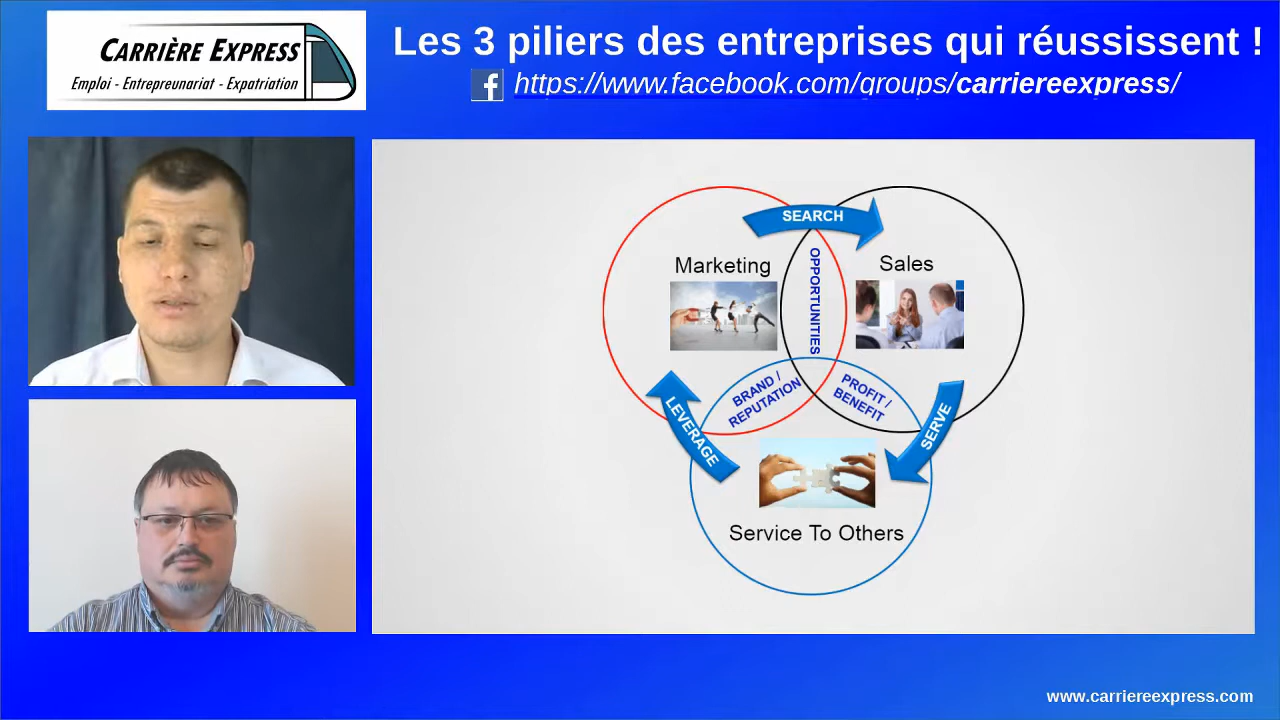 CARRIÈRE EXPRESS
Emploi - Entrepreunariat - Expatriation
Les 3 piliers des entreprises qui réussissent !
https://www.facebook.com/groups/carriereexpress/
SEARCH
Marketing
Sales
OPPORTUNITIES
BRAND /
REPUTATION
PROFIT /
BENEFIT
LEVERAGE
SERVE
Service To Others
www.carriereexpress.com